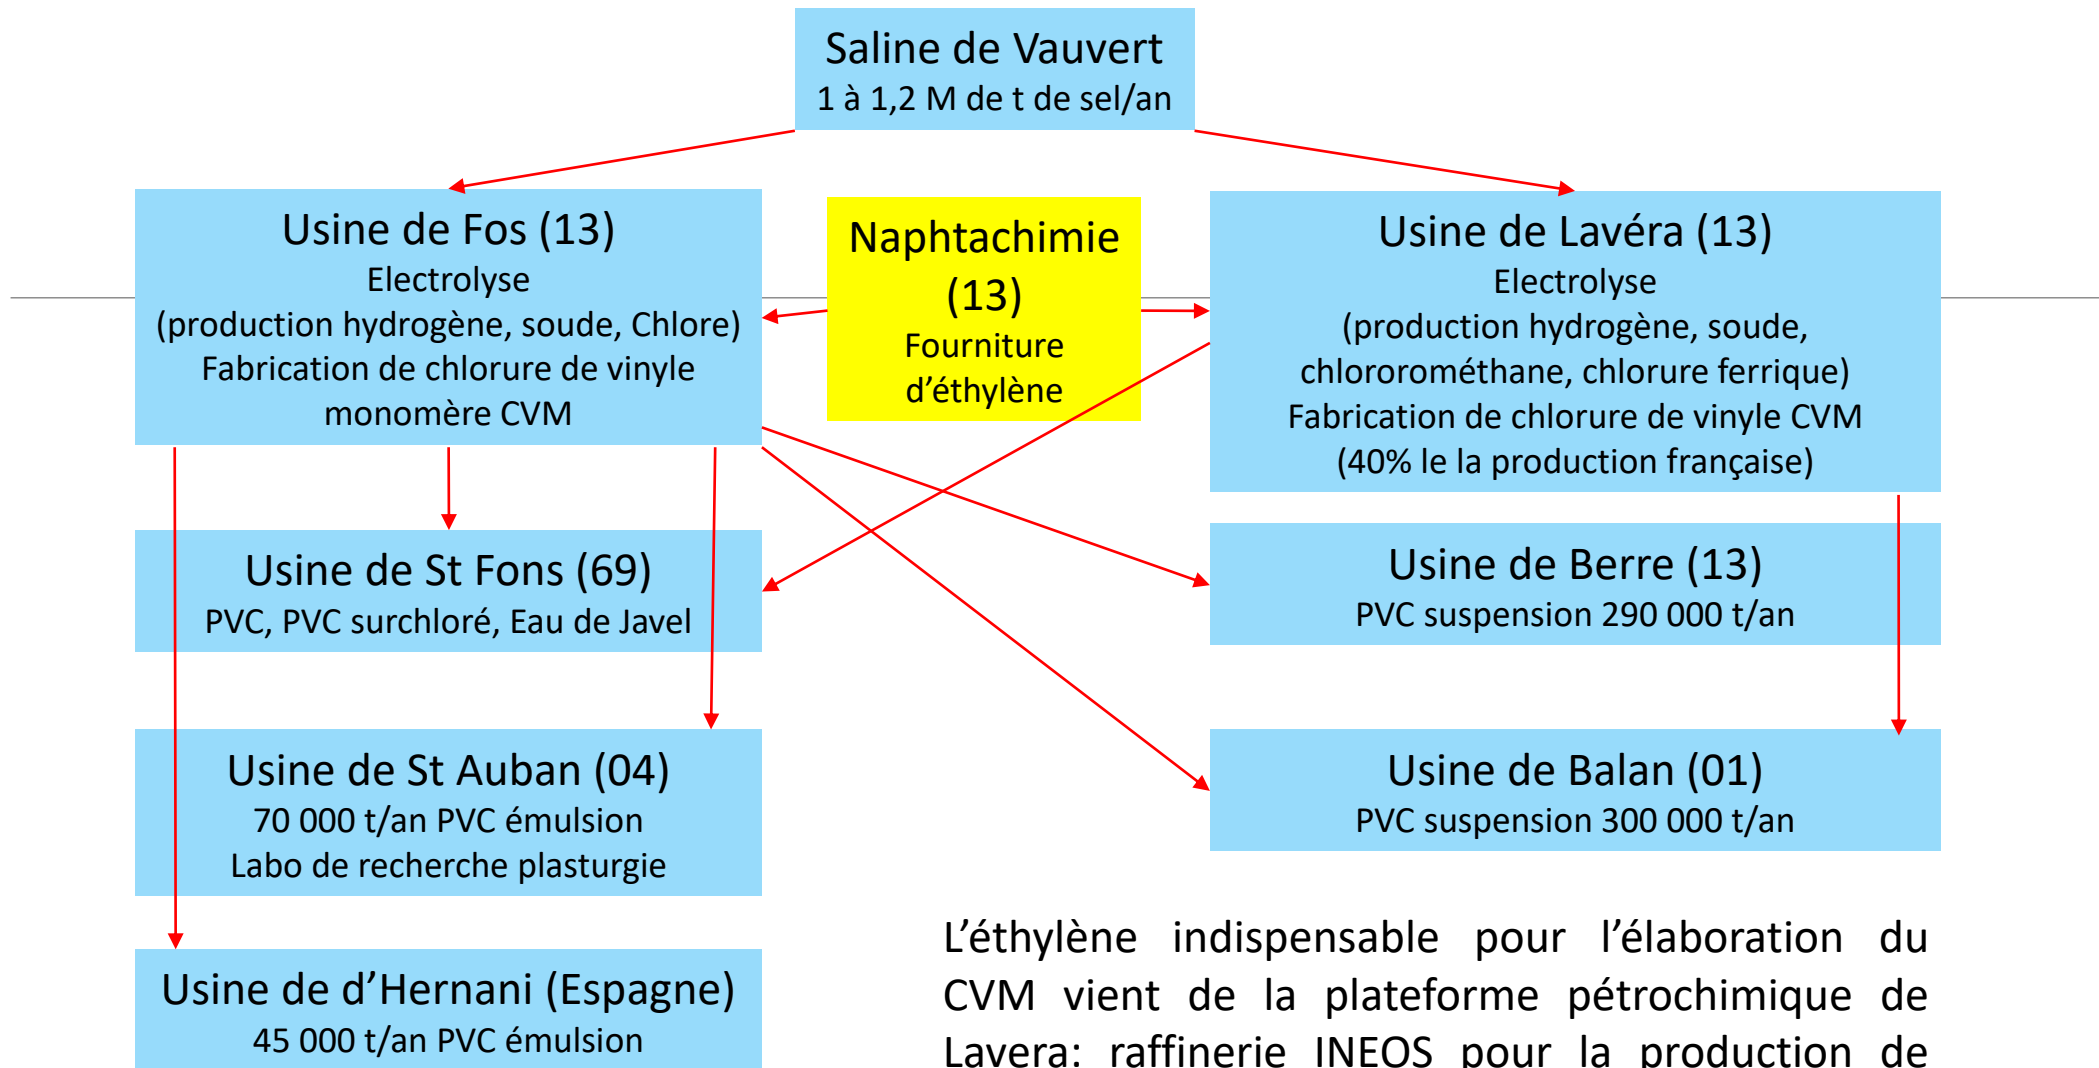 Saline de Vauvert
1 à 1,2 M de t de sel/an
Usine de Fos (13)
Electrolyse
(production hydrogène, soude, Chlore)
Fabrication de chlorure de vinyle
monomère CVM
Naphtachimie
(13)
Fourniture
d’éthylène
Usine de Lavéra (13)
Electrolyse
(production hydrogène, soude,
chlororométhane, chlorure ferrique)
Fabrication de chlorure de vinyle CVM
(40% le la production française)
Usine de St Fons (69)
PVC, PVC surchloré, Eau de Javel
Usine de Berre (13)
PVC suspension 290 000 t/an
Usine de St Auban (04)
70 000 t/an PVC émulsion
Labo de recherche plasturgie
Usine de Balan (01)
PVC suspension 300 000 t/an
Usine de d’Hernani (Espagne)
45 000 t/an PVC émulsion
L’éthylène indispensable pour l’élaboration du
CVM vient de la plateforme pétrochimique de
Lavera: raffinerie INEOS pour la production de